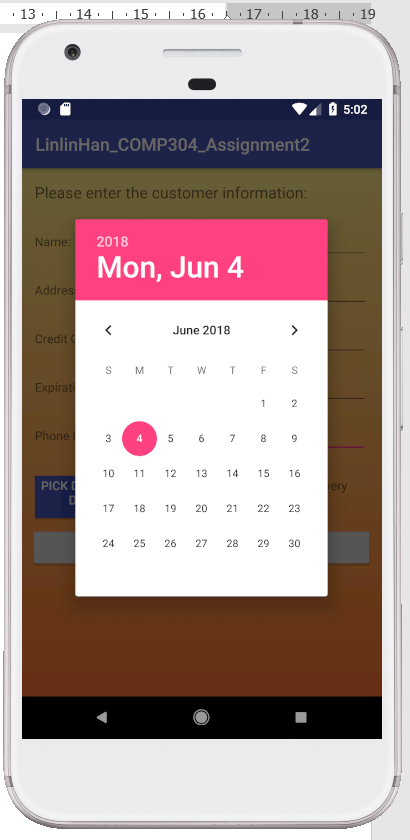 13 14 15 16 17 18 19
5:02
LinlinHan_COMP304_Assignment2
Please enter the customer information:
2018
Mon, Jun 4
Name:
Credit
Phone
PICK
June 2018
S M T W T F S
1 2
3 4 5 6 7 8 9
10 11 12 13 14 15 16
17 18 19 20 21 22 23
24 25 26 27 28 29 30